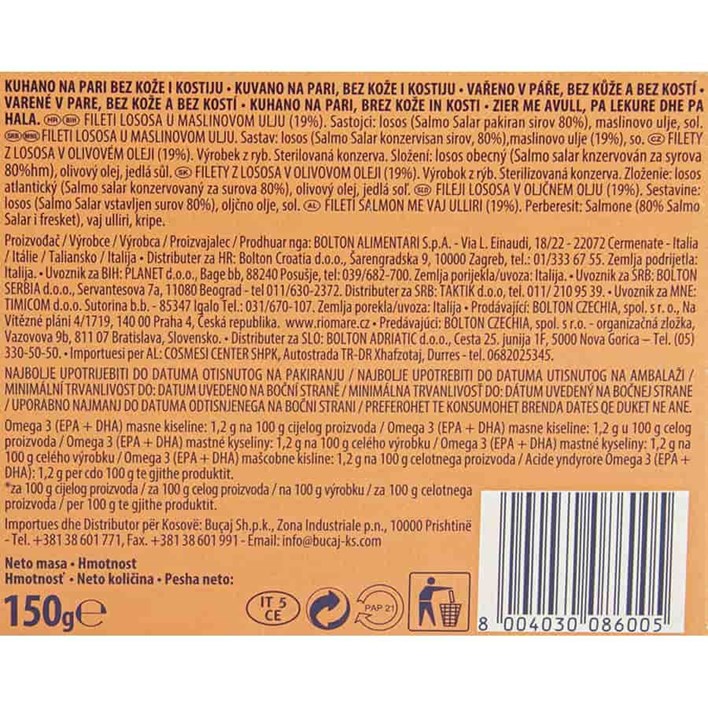 KUHANO NA PARI BEZ KOŽE I KOSTIJU • KUVANO NA PARI, BEZ KOŽE I KOSTIJU • VAŘENO V PÁŘE, BEZ KŮŽE A BEZ KOSTÍ •
VARENÉ V PARE, BEZ KOŽE A BEZ KOSTÍ • KUHANO NA PARI, BREZ KOŽE IN KOSTI • ZIER ME AVULL, PA LEKURE DHE PA
HALA. HR BIH FILETI LOSOSA U MASLINOVOM ULJU (19%). Sastojci: losos (Salmo Salar pakiran sirov 80%), maslinovo ulje, sol.
SRB MNE FILETI LOSOSA U MASLINOVOM ULJU. Sastav: losos (Salmo Salar konzervisan sirov, 80%),maslinovo ulje (19%), so. CZ FILETY
Z LOSOSA V OLIVOVÉM OLEJI (19%). Výrobek z ryb. Sterilovaná konzerva. Složení: losos obecný (Salmo salar konzervován za syrova
80%hm), olivový olej, jedlá sůl. SK FILETY Z LOSOSA V OLIVOVOM OLEJI (19%). Výrobok z rýb. Sterilizovaná konzerva. Zloženie: losos
atlantický (Salmo salar konzervovaný za surova 80%), olivový olej, jedlá soľ. SLO FILEJI LOSOSA V OLJČNEM OLJU (19%). Sestavine:
losos (Salmo Salar vstavljen surov 80%), oljčno olje, sol. AL FILETI SALMON ME VAJ ULLIRI (19%). Perberesit: Salmone (80% Salmo
Salar i fresket), vaj ulliri, kripe.
Proizvođač / Výrobce / Výrobca / Proizvajalec / Prodhuar nga: BOLTON ALIMENTARI S.p.A. - Via L. Einaudi, 18/22 - 22072 Cermenate - Italia
/ Itálie / Taliansko / Italija • Distributer za HR: Bolton Croatia d.o.o., Šarengradska 9, 10000 Zagreb, tel.: 01/333 67 55. Zemlja podrijetla:
Italija. • Uvoznik za BIH: PLANET d.o.o., Bage bb, 88240 Posušje, tel: 039/682-700. Zemlja porijekla/uvoza: Italija. • Uvoznik za SRB: BOLTON
SERBIA d.o.o., Servantesova 7a, 11080 Beograd - tel 011/630-2372. Distributer za SRB: TAKTIK d.o.o, tel. 011/ 210 95 39. • Uvoznik za MNE:
TIMICOM d.o.o. Sutorina b.b. - 85347 Igalo Tel.: 031/670-107. Zemlja porekla/uvoza: Italija • Prodávající: BOLTON CZECHIA, spol. s r. o., Na
Vítězné pláni 4/1719, 140 00 Praha 4, Česká republika. www.riomare.cz • Predávajúci: BOLTON CZECHIA, spol. s r.o. - organizačná zložka,
Vazovova 9b, 811 07 Bratislava, Slovensko. • Distributer za SLO: BOLTON ADRIATIC d.o.o., Cesta 25. junija 1F, 5000 Nova Gorica – Tel. (05)
330-50-50. • Importuesi per AL: COSMESI CENTER SHPK, Autostrada TR-DR Xhafzotaj, Durres - tel. 0682025345.
NAJBOLJE UPOTRIJEBITI DO DATUMA OTISNUTOG NA PAKIRANJU / NAJBOLJE UPOTREBITI DO DATUMA UTISNUTOG NA AMBALAŽI /
MINIMÁLNÍ TRVANLIVOST DO: DATUM UVEDENO NA BOČNÍ STRANĚ / MINIMÁLNA TRVANLIVOSŤ DO: DATUM UVEDENÝ NA BOČNEJ STRANE
/ UPORABNO NAJMANJ DO DATUMA ODTISNJENEGA NA BOČNI STRANI / PREFEROHET TE KONSUMOHET BRENDA DATES QE DUKET NE ANE.
Omega 3 (EPA + DHA) masne kiseline: 1,2 g na 100 g cijelog proizvoda / Omega 3 (EPA + DHA) masne kiseline: 1,2 g u 100 g celog
proizvoda / Omega 3 (EPA + DHA) mastné kyseliny: 1,2 g na 100 g celého výrobku / Omega 3 (EPA + DHA) mastné kyseliny: 1,2 g na
100 g celého výrobku / Omega 3 (EPA + DHA) maščobne kisline: 1,2 g na 100 g celotnega proizvoda / Acide yndyrore Omega 3 (EPA +
DHA): 1,2 g per cdo 100 g te gjithe produktit.
*za 100 g cijelog proizvoda / za 100 g celog proizvoda / na 100 g výrobku / za 100 g celotnega
proizvoda / per 100 g te gjithe produktit.
Importues dhe Distributor për Kosovë: Buçaj Sh.p.k., Zona Industriale p.n., 10000 Prishtinë
- Tel. +381 38 601 771, Fax. +381 38 601 991 - Email: info@bucaj-ks.com
Neto masa • Hmotnost
Hmotnosť • Neto količina • Pesha neto:
150g℮
IT 5
CE
PAP 21
8 004030 086005